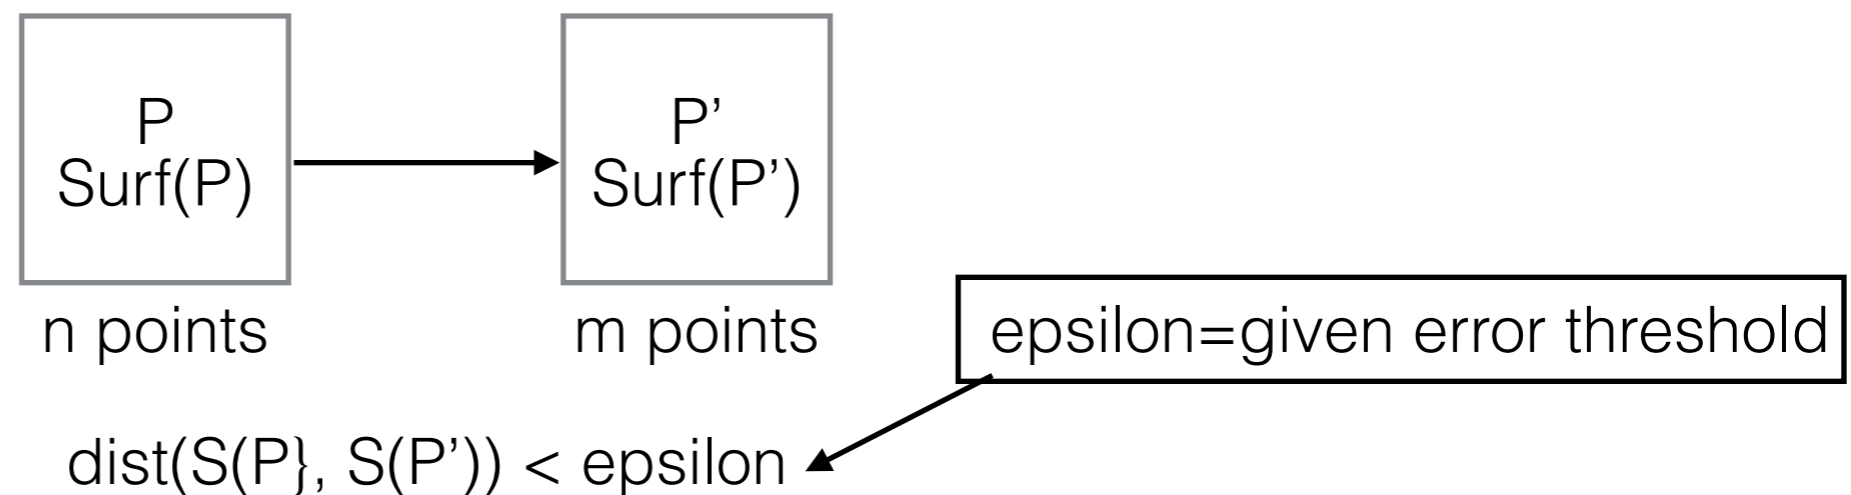 P
Surf(P)
P’
Surf(P’)
n points
m points
epsilon=given error threshold
dist(S(P}, S(P’)) < epsilon